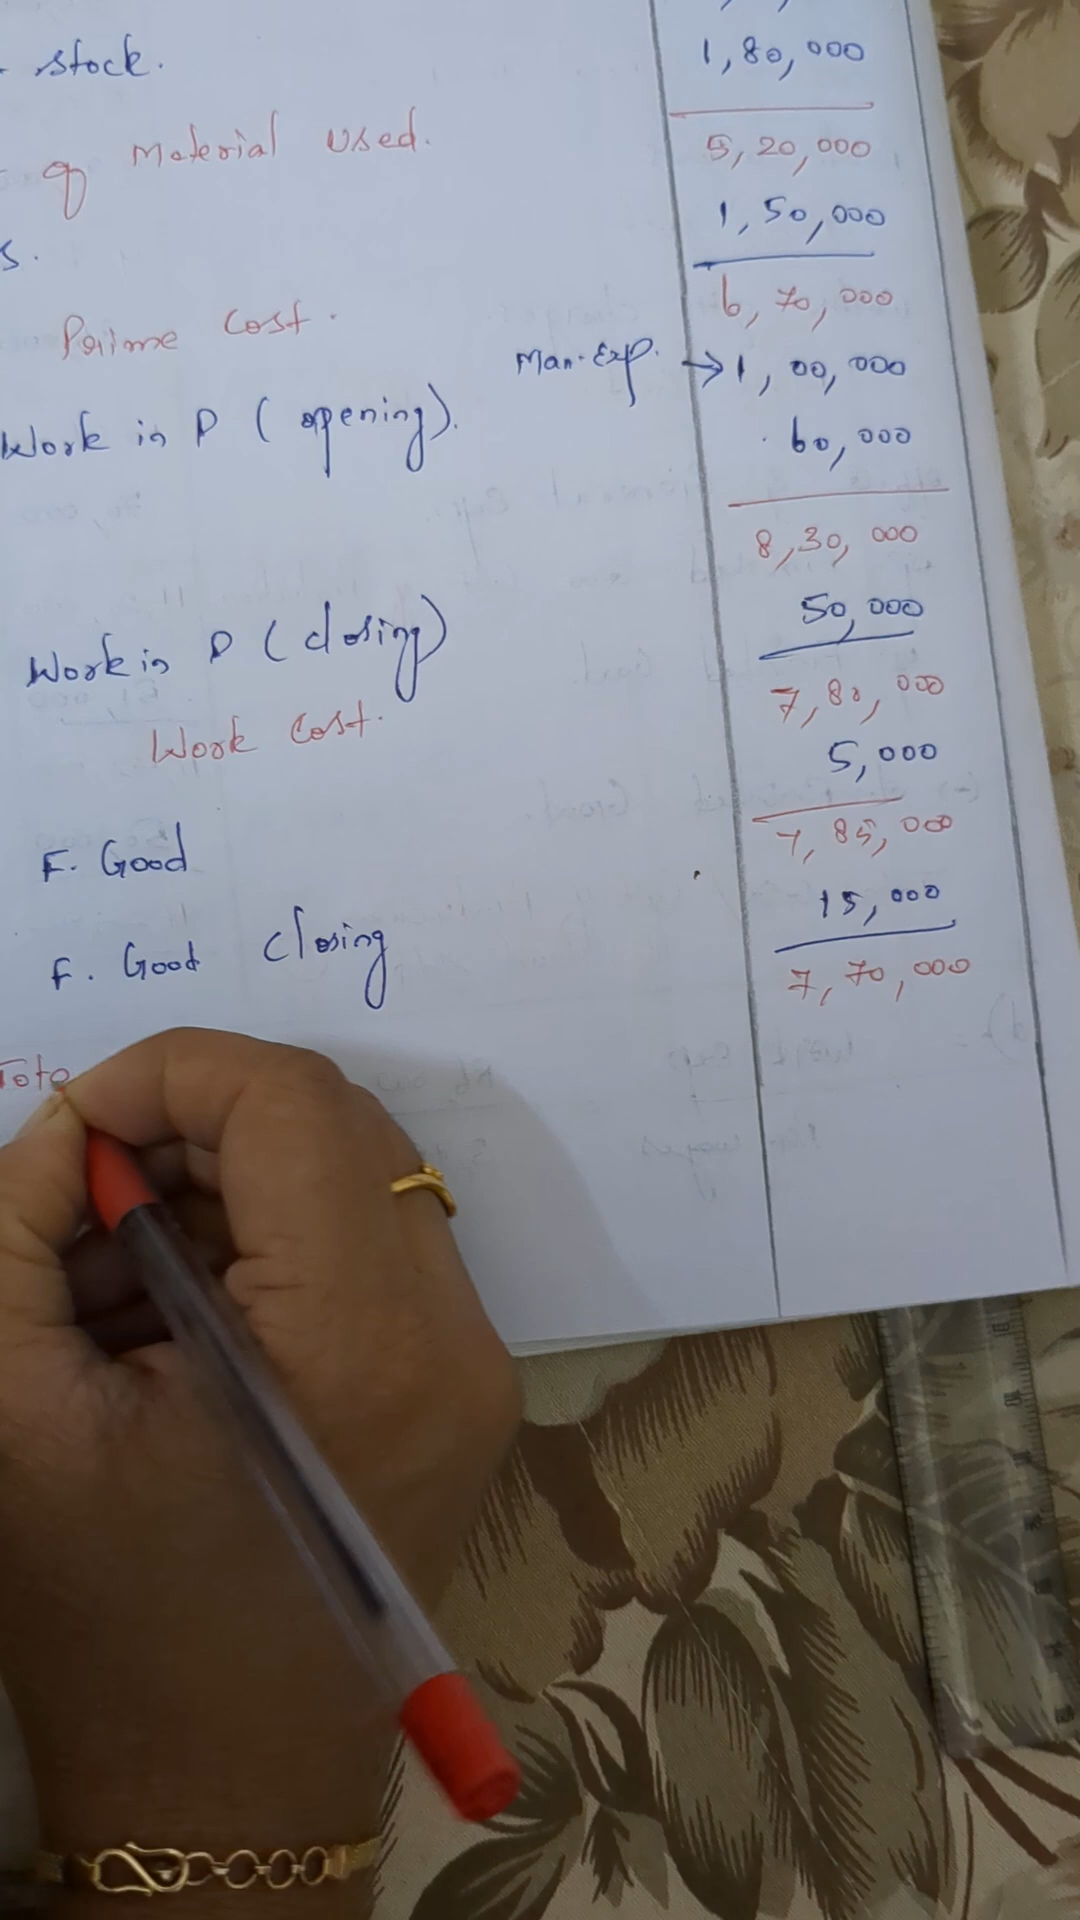 stock. 1,80,000
of Material used. 5,20,000
s. 1,50,000
Prime Cost. 6,70,000
Man. Exp. → 1,00,000
Work in P (opening). 60,000
8,30,000
Work in P (closing) 50,000
Work Cost. 7,80,000
F. Good 5,000
7,85,000
F. Good Closing 15,000
7,70,000
Tota